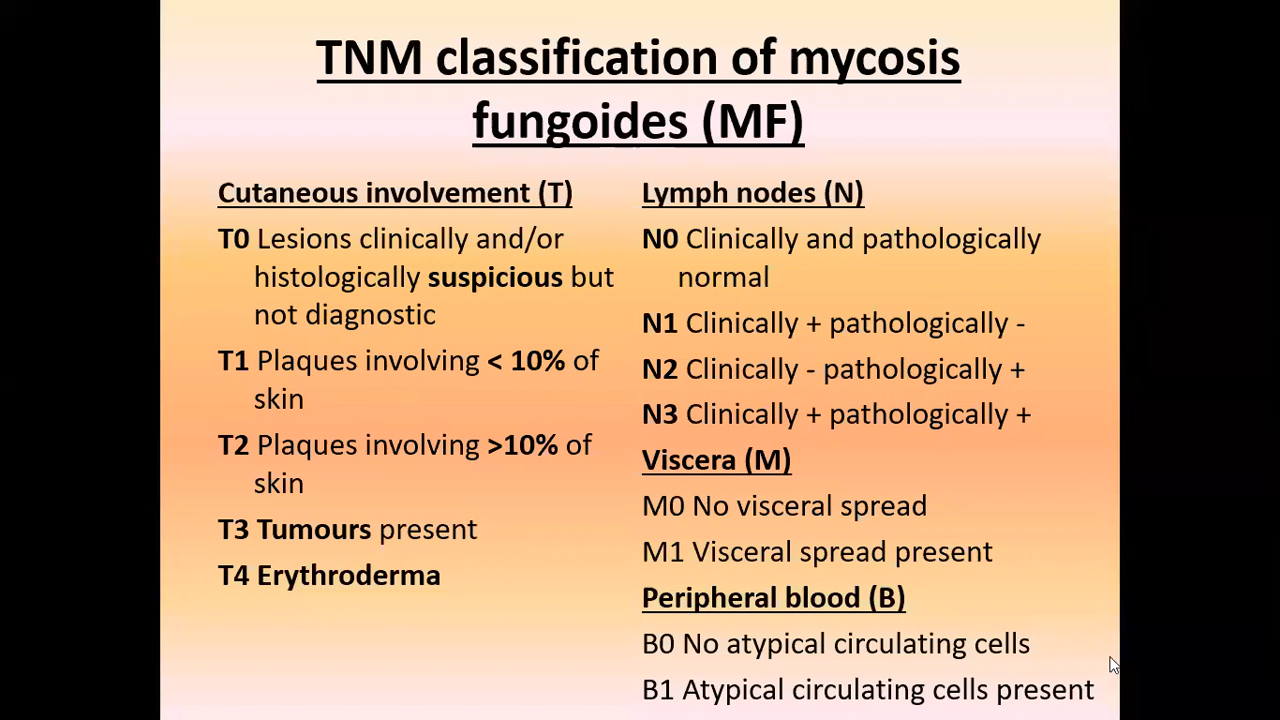 TNM classification of mycosis
fungoides (MF)
Cutaneous involvement (T)
T0 Lesions clinically and/or
histologically suspicious but
not diagnostic
T1 Plaques involving < 10% of
skin
T2 Plaques involving >10% of
skin
T3 Tumours present
T4 Erythroderma
Lymph nodes (N)
N0 Clinically and pathologically
normal
N1 Clinically + pathologically -
N2 Clinically - pathologically +
N3 Clinically + pathologically +
Viscera (M)
M0 No visceral spread
M1 Visceral spread present
Peripheral blood (B)
B0 No atypical circulating cells
B1 Atypical circulating cells present